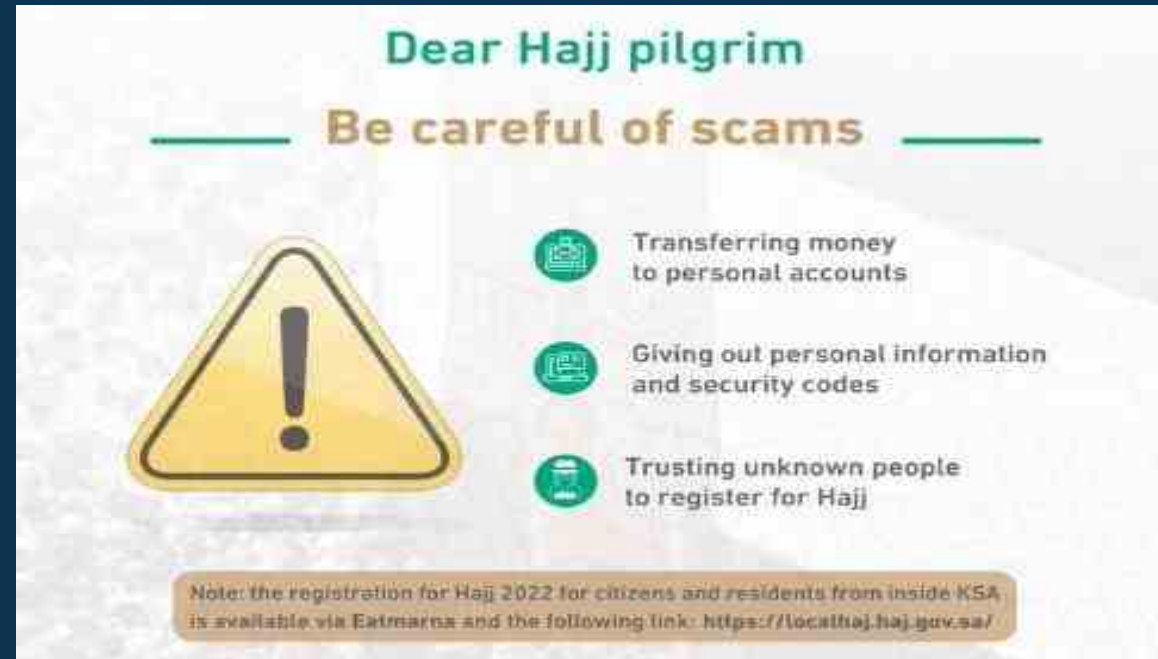 Dear Hajj pilgrim
Be careful of scams
Transferring money
to personal accounts
Giving out personal information
and security codes
Trusting unknown people
to register for Hajj
Note: the registration for Hajj 2022 for citizens and residents from inside KSA
is available via Eatmarna and the following link: https://localhaj.haj.gov.sa/